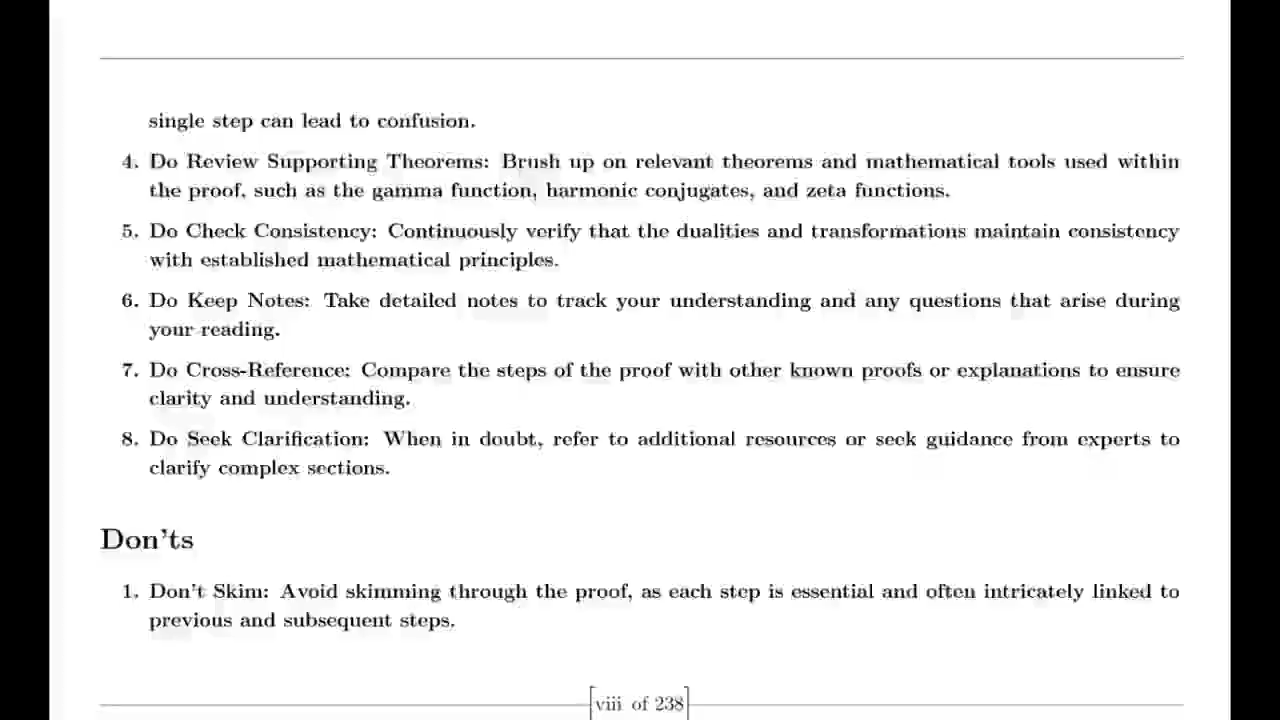 single step can lead to confusion.
4. Do Review Supporting Theorems: Brush up on relevant theorems and mathematical tools used within
the proof, such as the gamma function, harmonic conjugates, and zeta functions.
5. Do Check Consistency: Continuously verify that the dualities and transformations maintain consistency
with established mathematical principles.
6. Do Keep Notes: Take detailed notes to track your understanding and any questions that arise during
your reading.
7. Do Cross-Reference: Compare the steps of the proof with other known proofs or explanations to ensure
clarity and understanding.
8. Do Seek Clarification: When in doubt, refer to additional resources or seek guidance from experts to
clarify complex sections.
Don'ts
1. Don't Skim: Avoid skimming through the proof, as each step is essential and often intricately linked to
previous and subsequent steps.
viii of 238